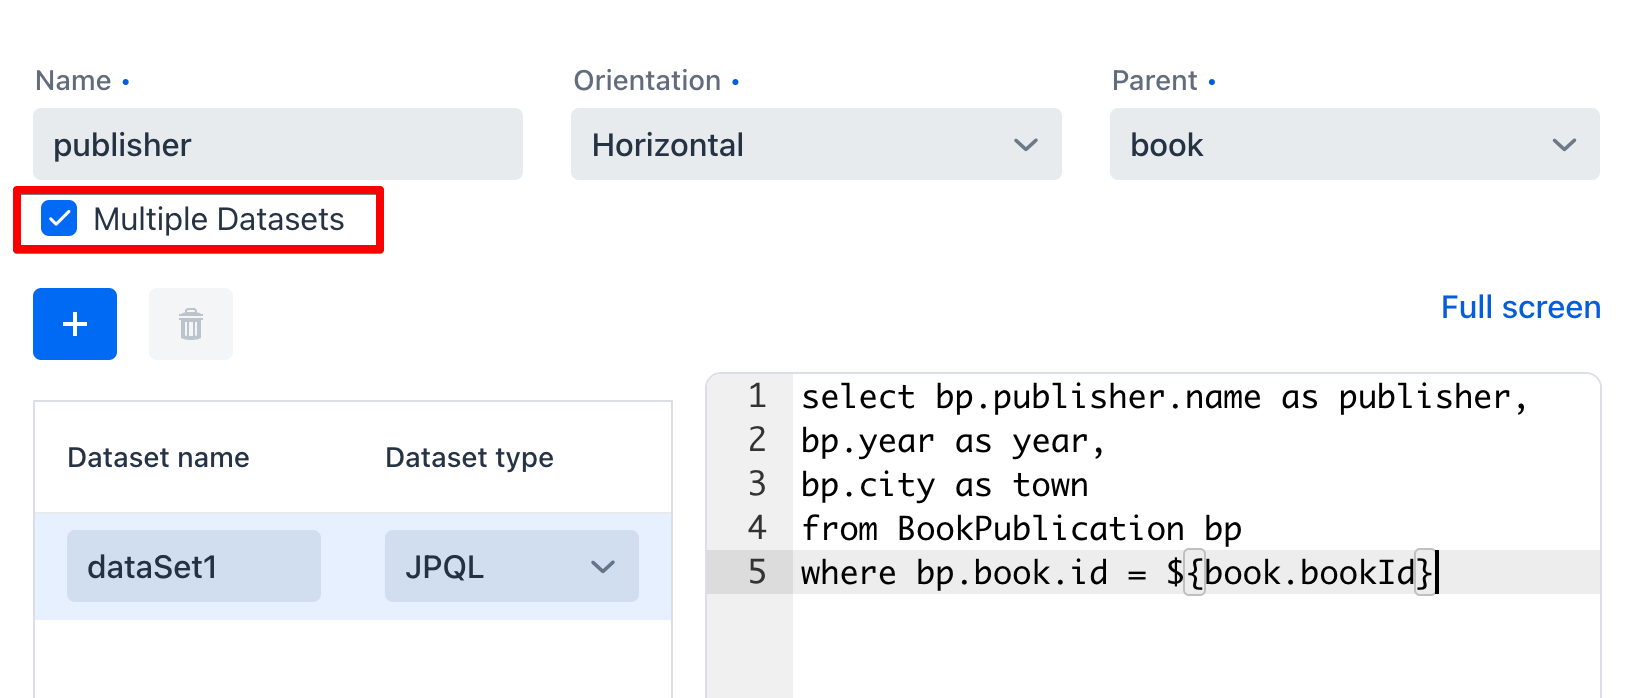 Name •
Orientation •
Parent •
publisher
Horizontal
book
Multiple Datasets
+
Full screen
Dataset name
Dataset type
dataSet1
JPQL
1 select bp.publisher.name as publisher,
2 bp.year as year,
3 bp.city as town
4 from BookPublication bp
5 where bp.book.id = ${book.bookId}